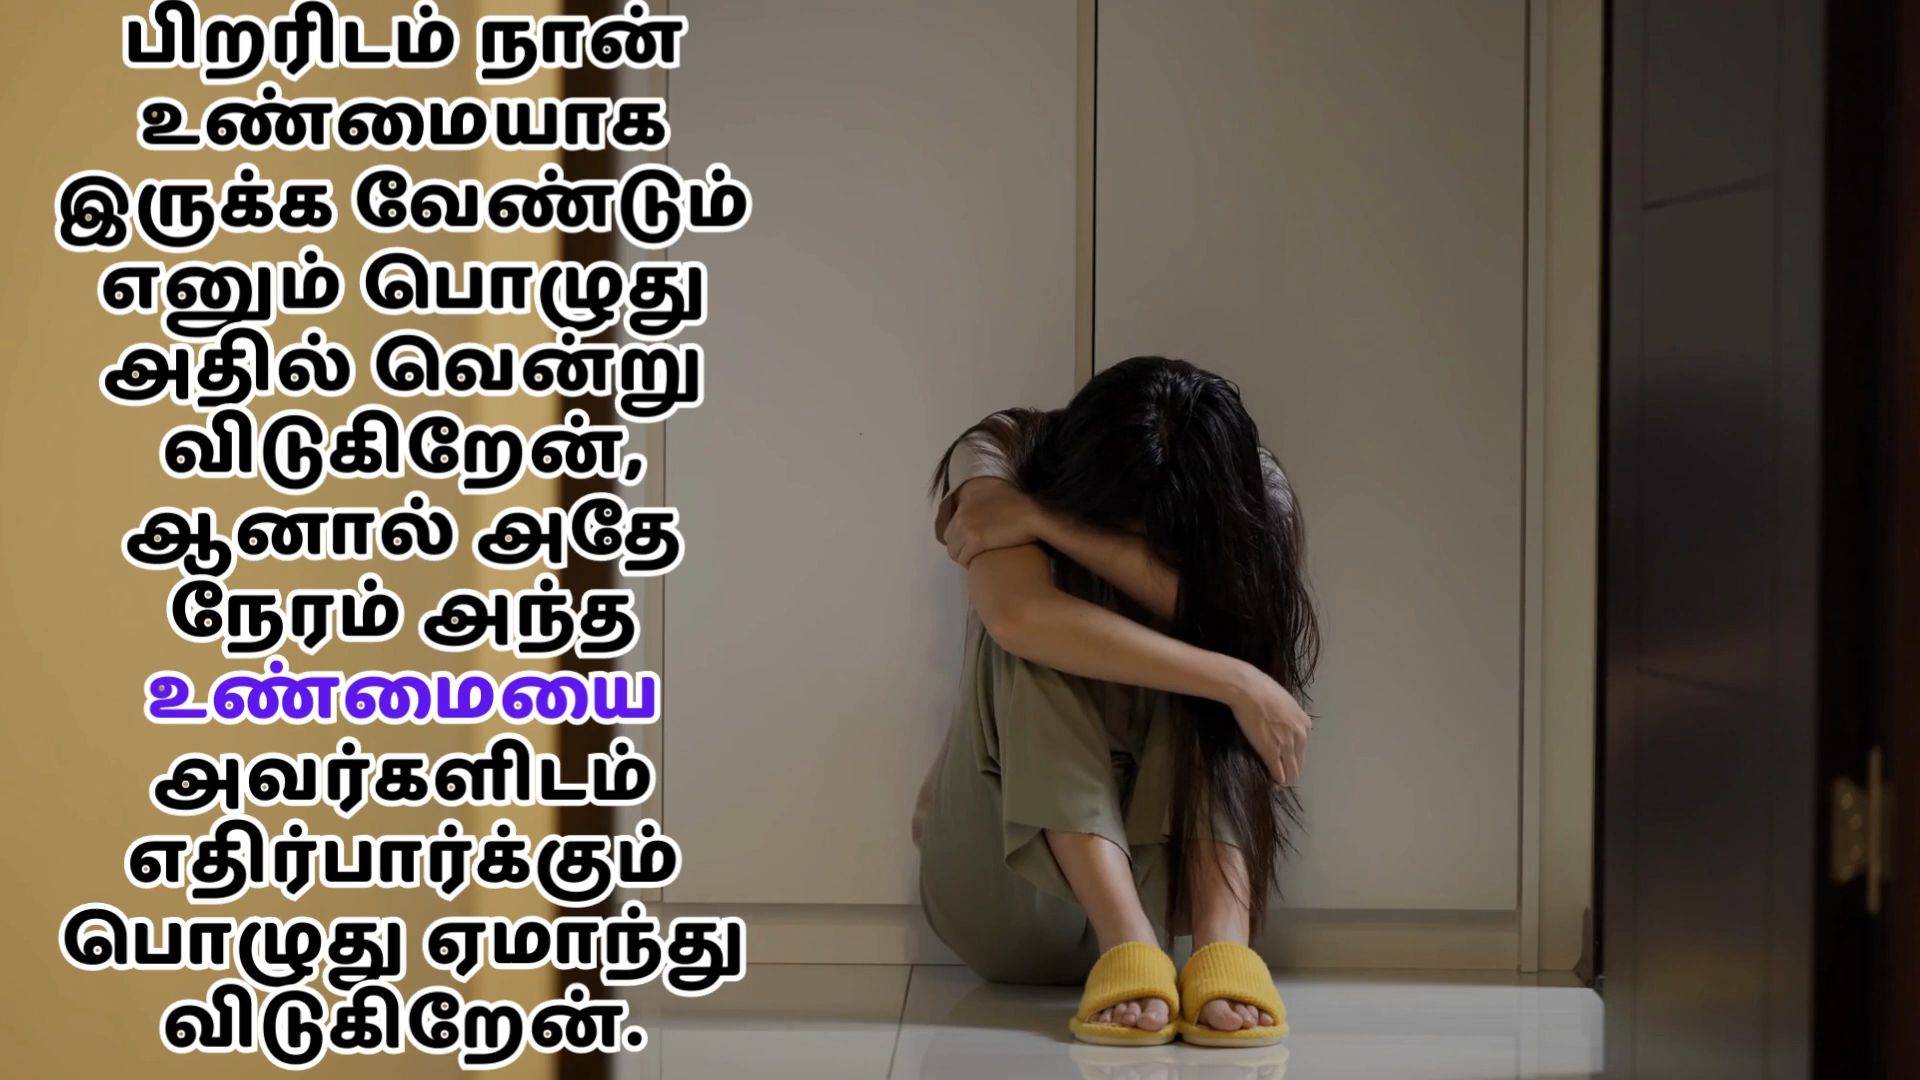 பிறரிடம் நான்
உண்மையாக
இருக்க வேண்டும்
எனும் பொழுது
அதில் வென்று
விடுகிறேன்,
ஆனால் அதே
நேரம் அந்த
உண்மையை
அவர்களிடம்
எதிர்பார்க்கும்
பொழுது ஏமாந்து
விடுகிறேன்.